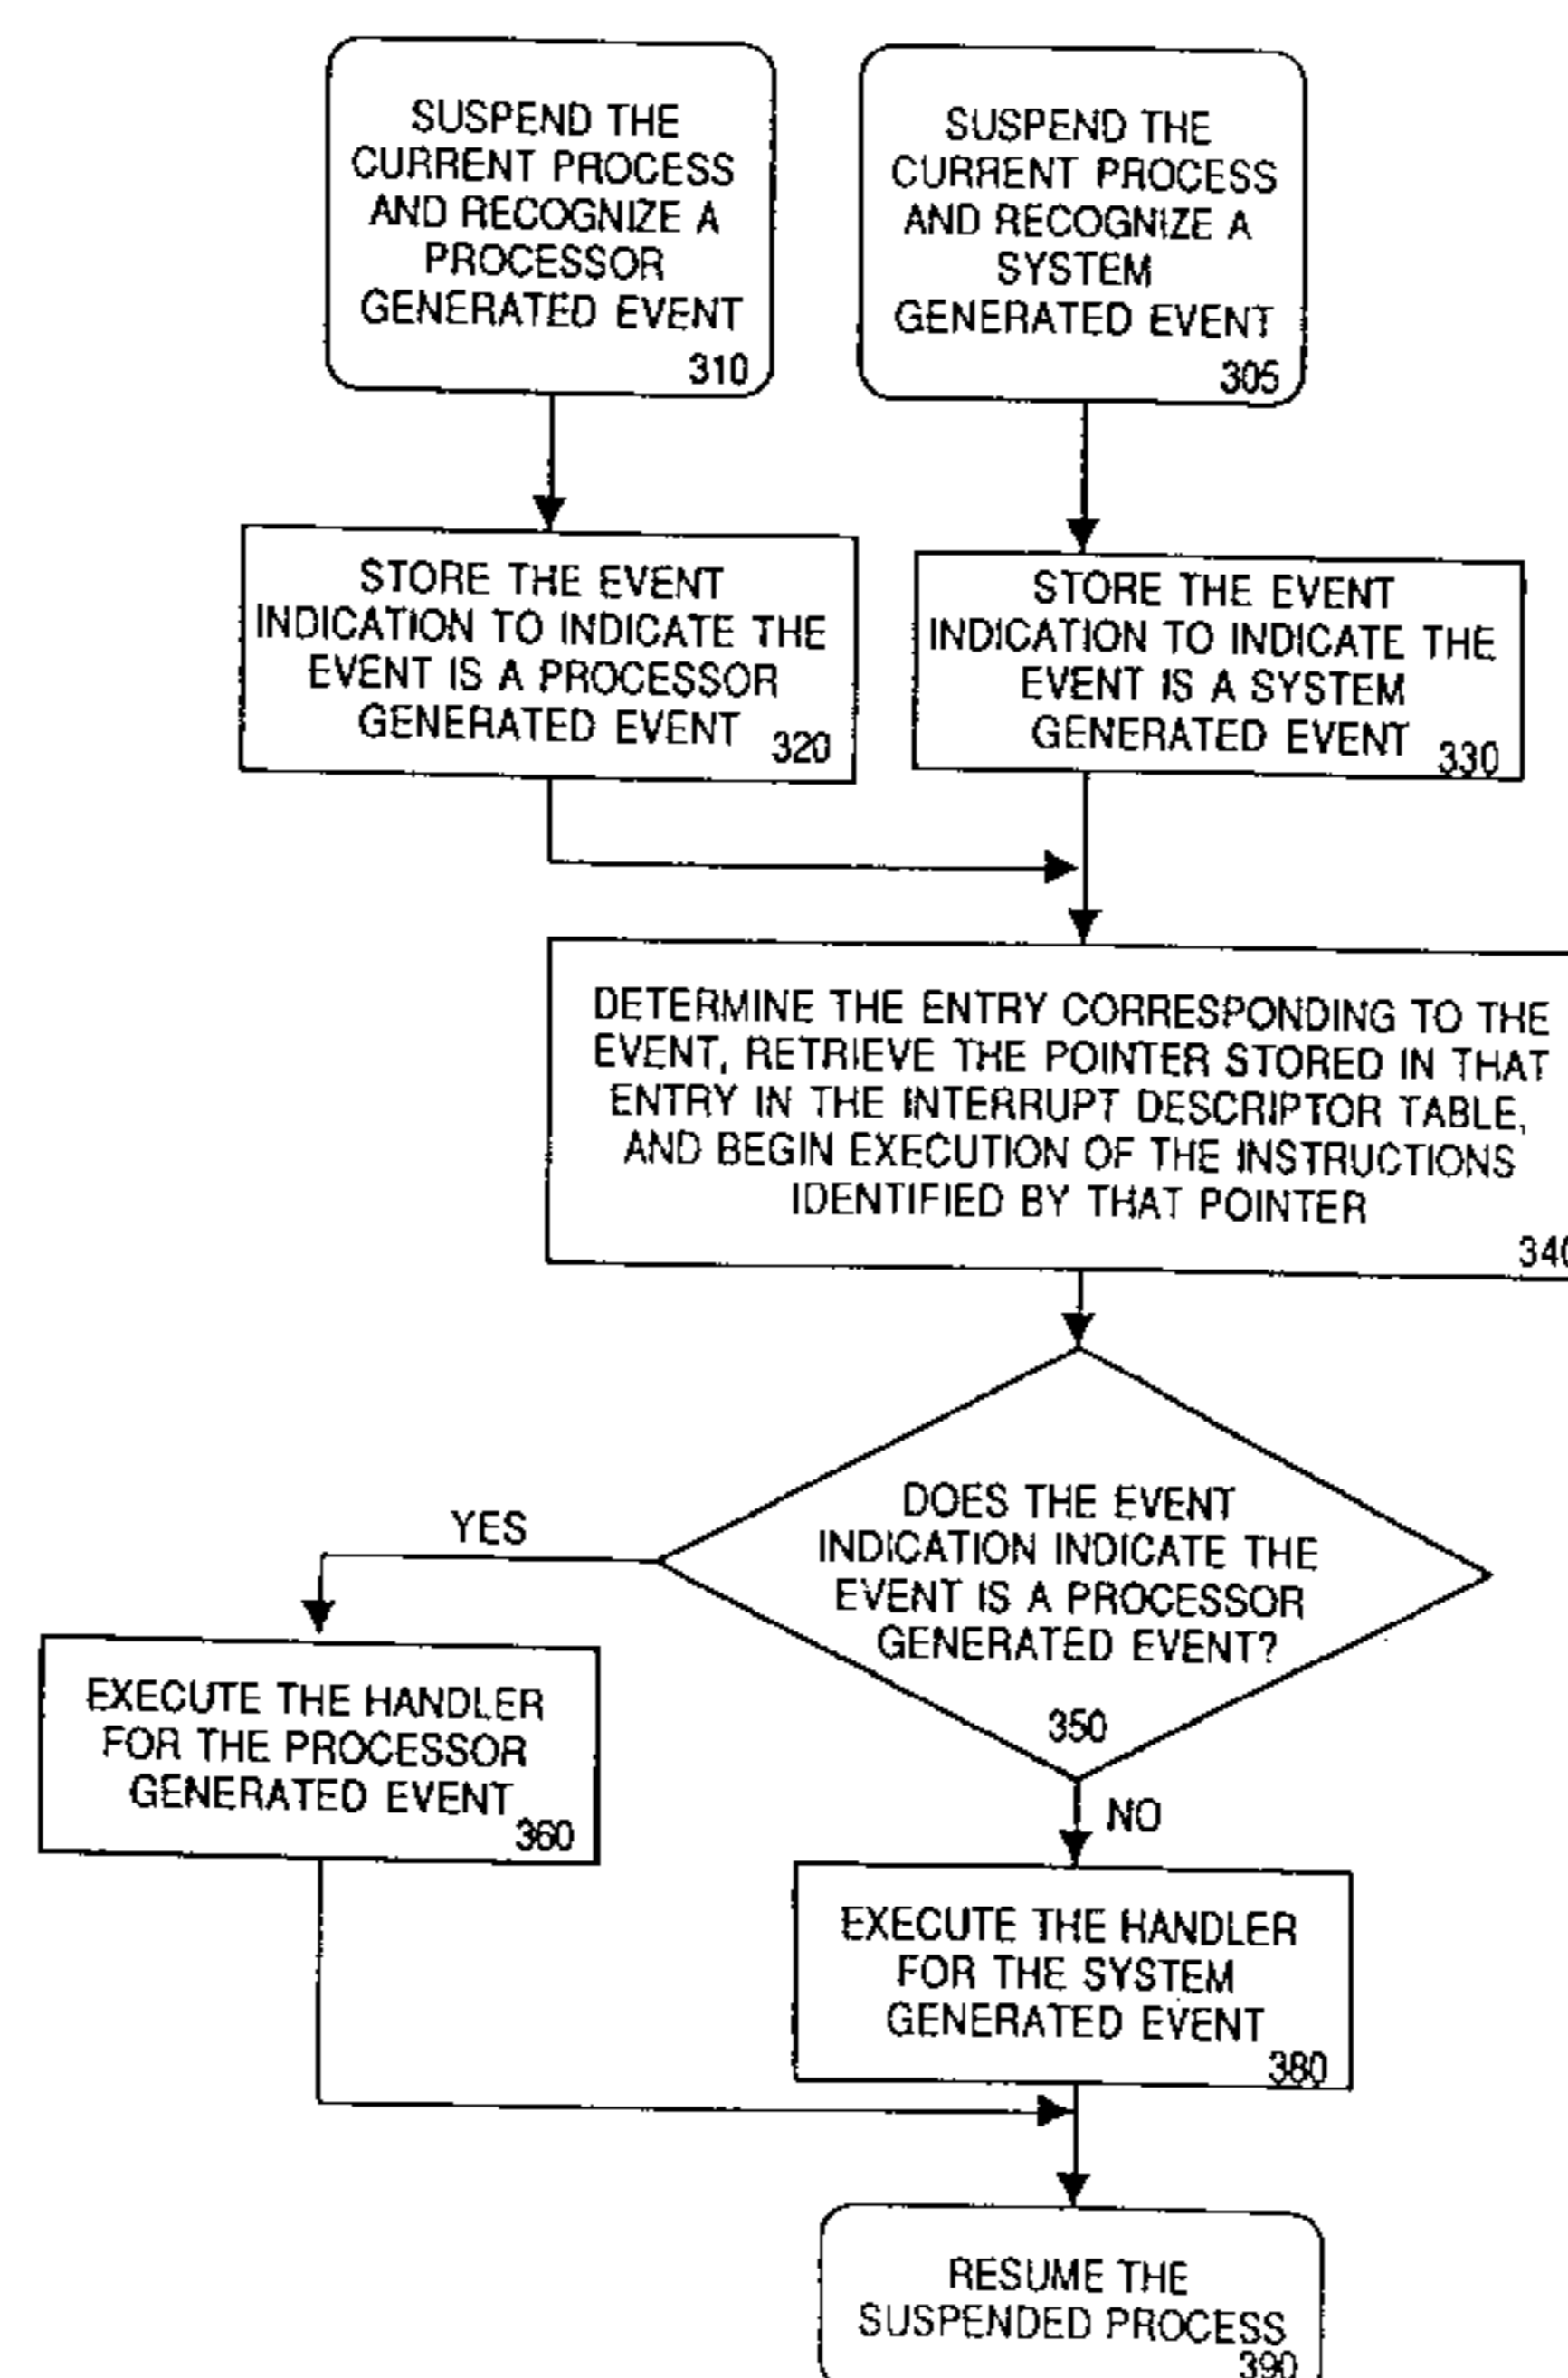 SUSPEND THE
CURRENT PROCESS
AND RECOGNIZE A
PROCESSOR
GENERATED EVENT
310
SUSPEND THE
CURRENT PROCESS
AND RECOGNIZE A
SYSTEM
GENERATED EVENT
305
STORE THE EVENT
INDICATION TO INDICATE THE
EVENT IS A PROCESSOR
GENERATED EVENT 320
STORE THE EVENT
INDICATION TO INDICATE THE
EVENT IS A SYSTEM
GENERATED EVENT 330
DETERMINE THE ENTRY CORRESPONDING TO THE
EVENT, RETRIEVE THE POINTER STORED IN THAT
ENTRY IN THE INTERRUPT DESCRIPTOR TABLE,
AND BEGIN EXECUTION OF THE INSTRUCTIONS
IDENTIFIED BY THAT POINTER
340
DOES THE EVENT
INDICATION INDICATE THE
EVENT IS A PROCESSOR
GENERATED EVENT?
350
YES
EXECUTE THE HANDLER
FOR THE PROCESSOR
GENERATED EVENT
360
NO
EXECUTE THE HANDLER
FOR THE SYSTEM
GENERATED EVENT
380
RESUME THE
SUSPENDED PROCESS
390